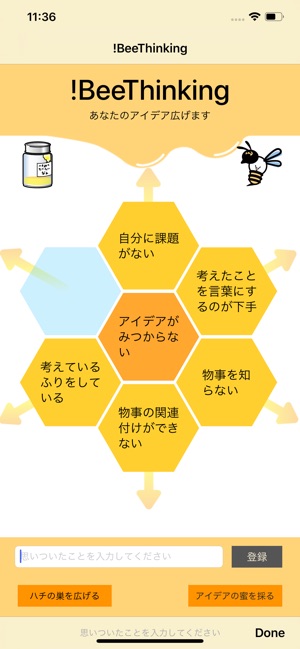 11:36
!BeeThinking
!BeeThinking
あなたのアイデア広げます
自分に課題
がない
考えたこと
を言葉にす
るのが下手
アイデアが
みつからな
い
考えている
ふりをして
いる
物事を知
らない
物事の関連
付けができ
ない
思いついたことを入力してください
登録
ハチの巣を広げる
アイデアの蜜を採る
思いついたことを入力してください
Done